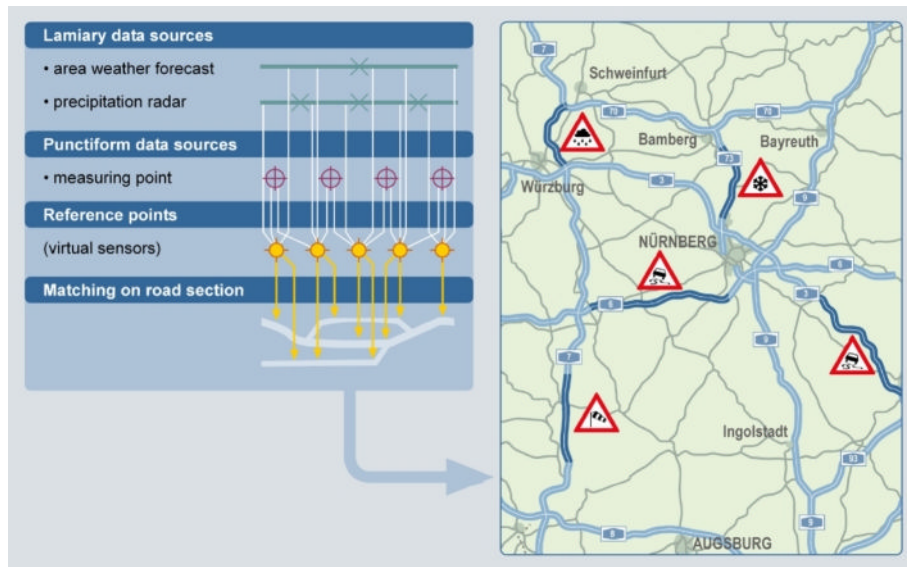 Lamiary data sources
• area weather forecast
• precipitation radar
Punctiform data sources
• measuring point
Reference points
(virtual sensors)
Matching on road section
7
Schweinfurt
70
70
Bamberg
Bayreuth
73
Würzburg
3
9
NÜRNBERG
6
6
3
7
9
Ingolstadt
93
9
8
AUGSBURG